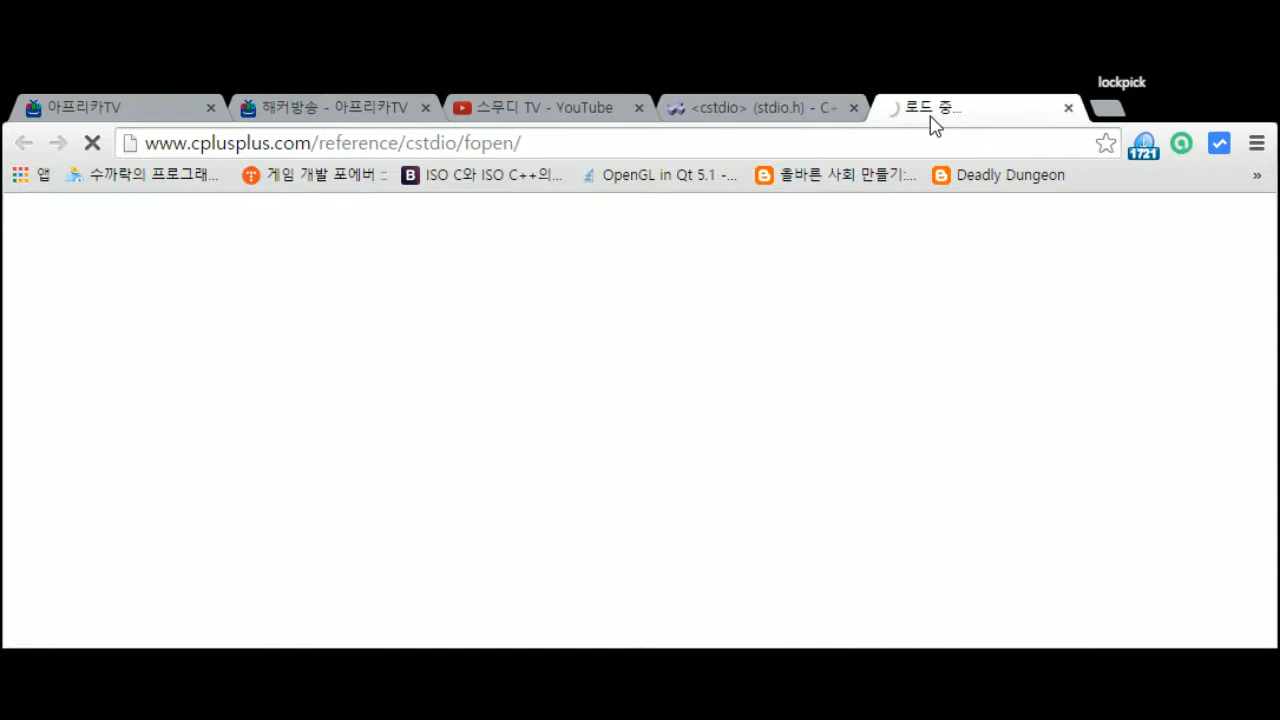 lockpick
아프리카TV
해커방송 - 아프리카TV
스무디 TV - YouTube
<cstdio> (stdio.h) - C+
로드 중...
www.cplusplus.com/reference/cstdio/fopen/
1721
앱
수까락의 프로그래...
게임 개발 포에버 ::
ISO C와 ISO C++의...
OpenGL in Qt 5.1 -...
올바른 사회 만들기:...
Deadly Dungeon
»